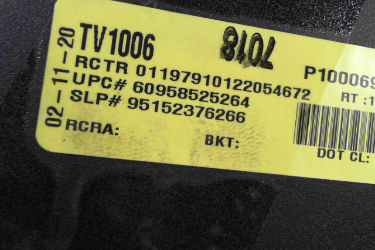 TV1006
7018
P100069
RCTR 01197910122054672
RT :1
UPC# 60958525264
SLP# 95152376266
02-11-20
RCRA:
BKT:
DOT CL: